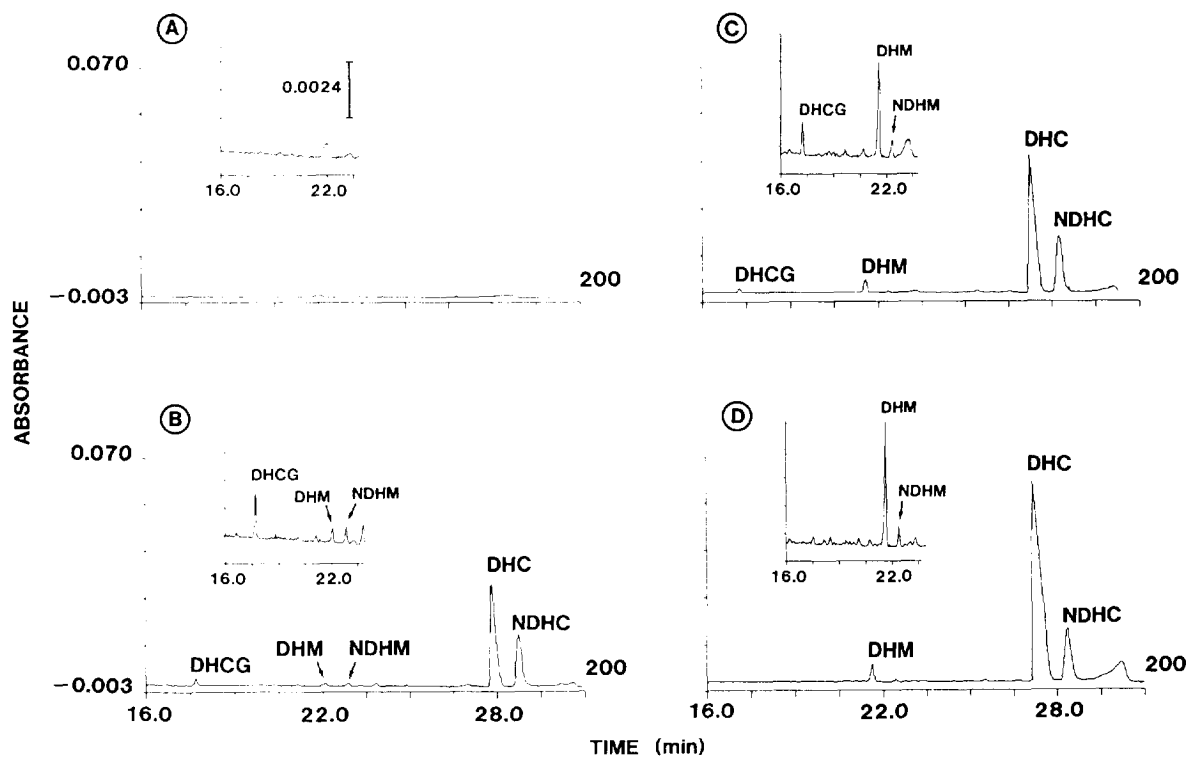 A
0.070
0.0024
16.0 22.0
200
−0.003
C
DHM
DHCG
NDHM
16.0 22.0
DHC
NDHC
DHCG
DHM
200
ABSORBANCE
B
0.070
DHCG
DHM
NDHM
16.0 22.0
DHC
NDHC
DHCG
DHM
NDHM
200
−0.003
16.0 22.0 28.0
D
DHM
NDHM
16.0 22.0
DHC
NDHC
DHM
200
16.0 22.0 28.0
TIME (min)